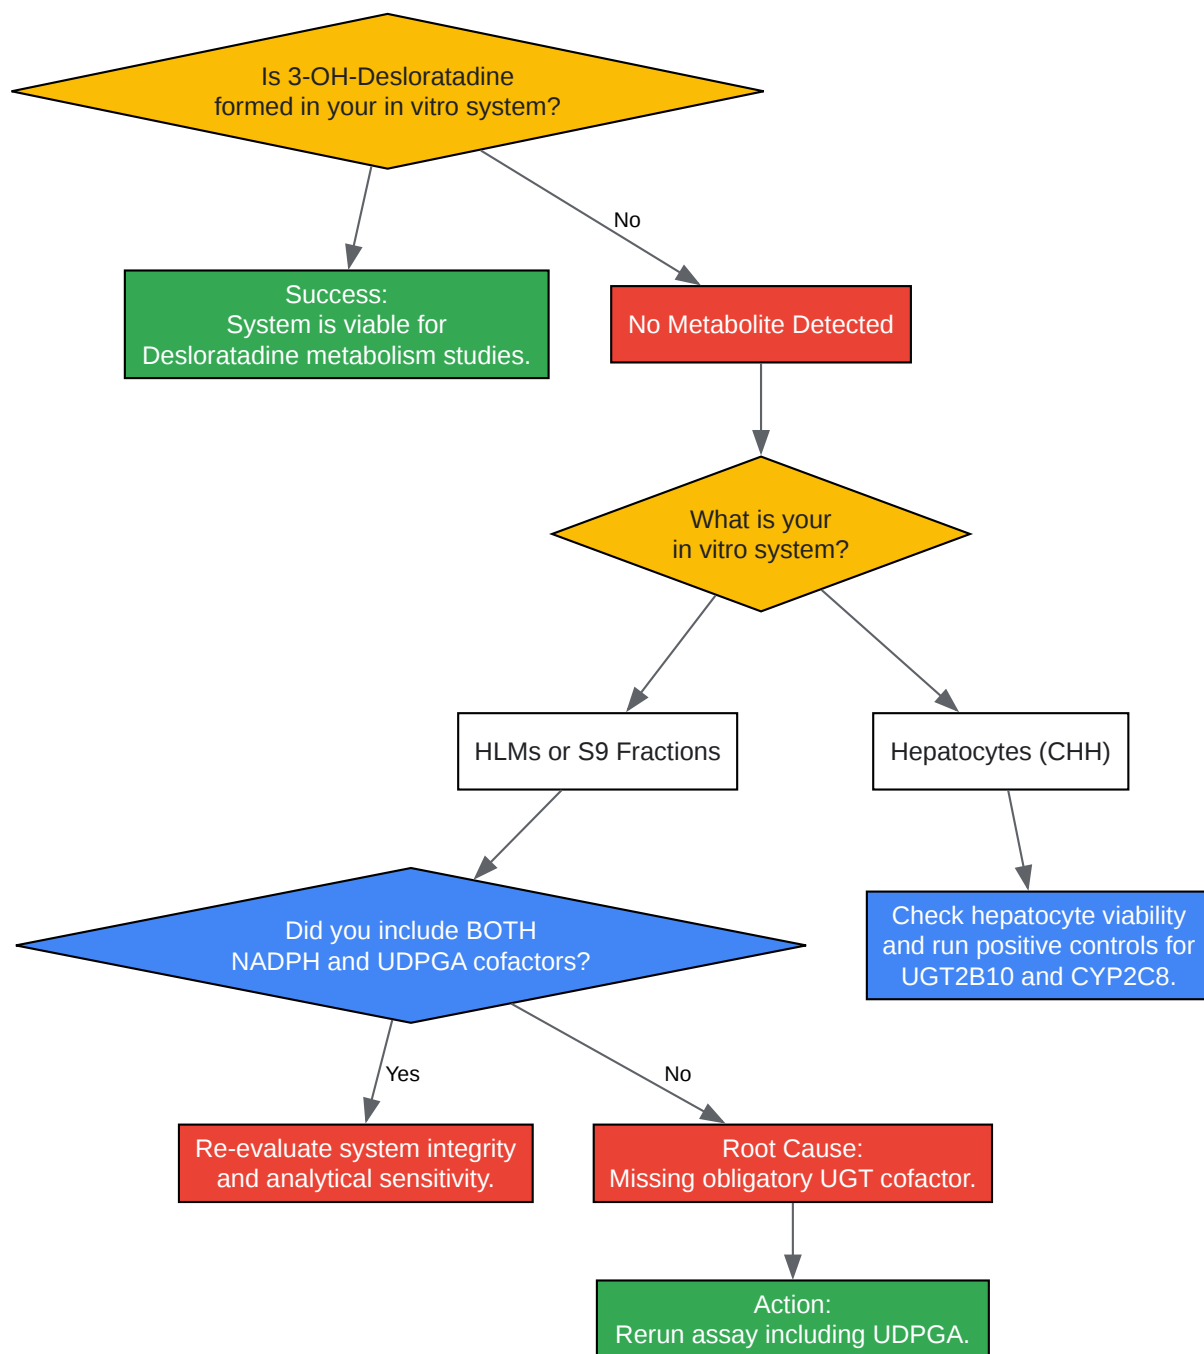 Is 3-OH-Desloratadine
formed in your in vitro system?
No
Success:
System is viable for
Desloratadine metabolism studies.
No Metabolite Detected
What is your
in vitro system?
HLMs or S9 Fractions
Hepatocytes (CHH)
Did you include BOTH
NADPH and UDPGA cofactors?
Check hepatocyte viability
and run positive controls for
UGT2B10 and CYP2C8.
Yes
No
Re-evaluate system integrity
and analytical sensitivity.
Root Cause:
Missing obligatory UGT cofactor.
Action:
Rerun assay including UDPGA.